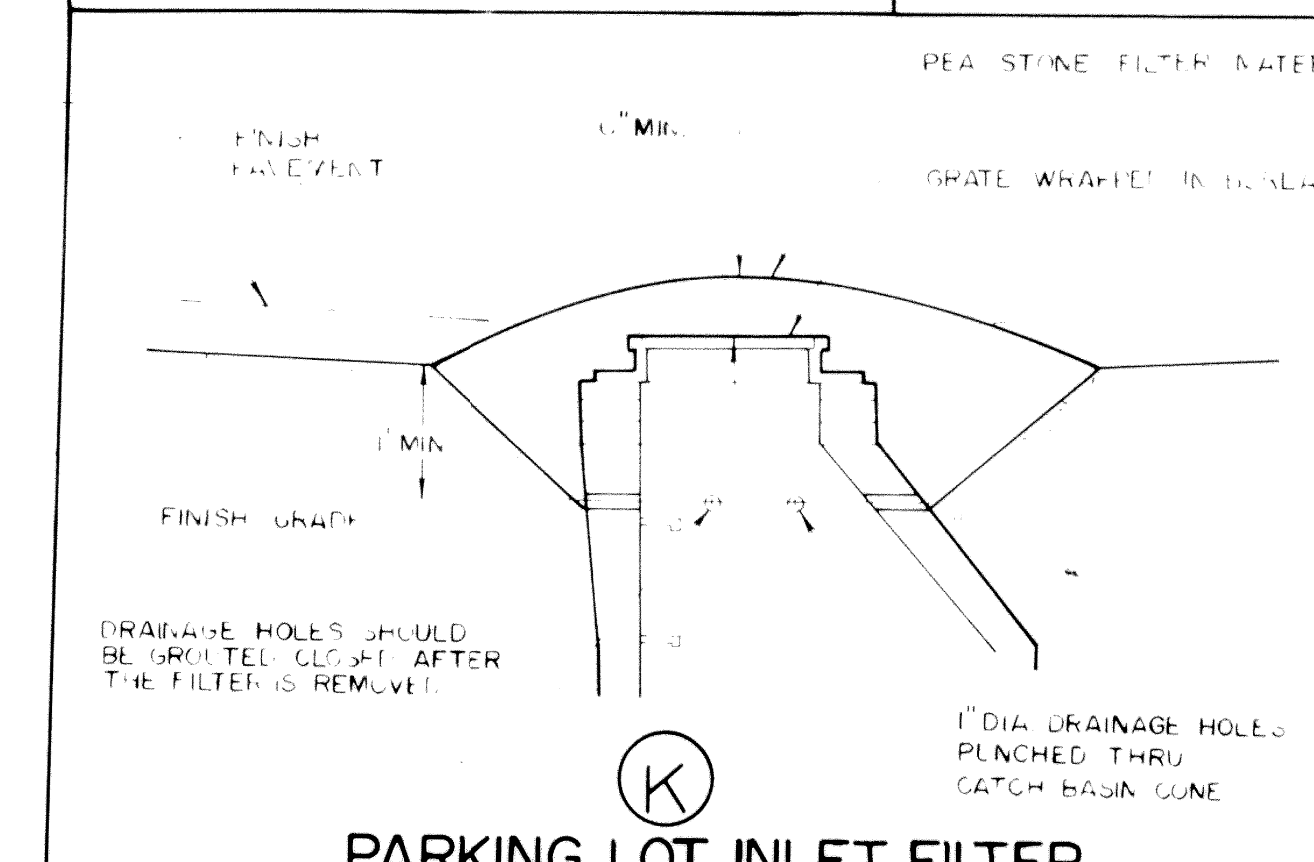 PEA STONE FILTER MATE
FINISH
PAVEMENT
6" MIN.
GRATE WRAPPED IN BURLA
1' MIN
FINISH GRADE
DRAINAGE HOLES SHOULD
BE GROUTED CLOSED AFTER
THE FILTER IS REMOVED
1" DIA. DRAINAGE HOLES
PUNCHED THRU
CATCH BASIN CONE
K
PARKING LOT INLET FILTER